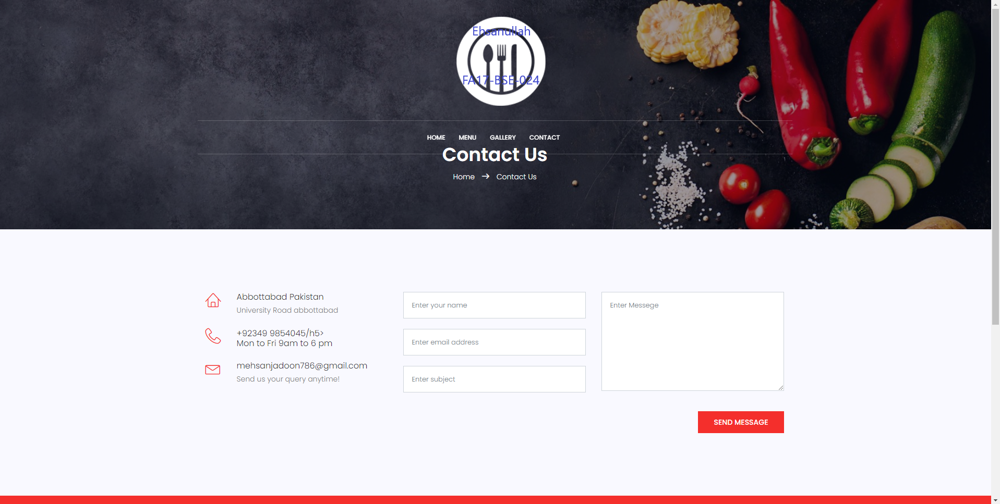 Ehsanullah
FA17-BSE-024
HOME MENU GALLERY CONTACT
Contact Us
Home → Contact Us
Abbottabad Pakistan
University Road abbottabad
+92349 9854045/h5>
Mon to Fri 9am to 6 pm
mehsanjadoon786@gmail.com
Send us your query anytime!
Enter your name
Enter email address
Enter subject
Enter Messege
SEND MESSAGE